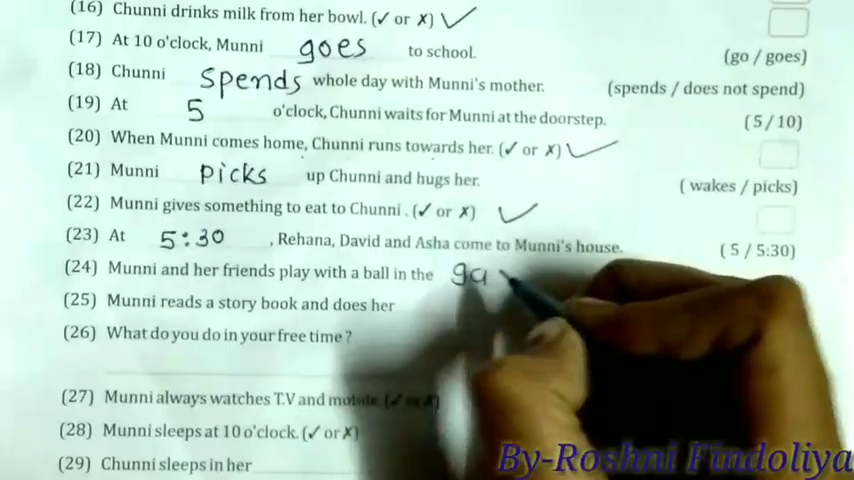 (16) Chunni drinks milk from her bowl. (✓ or ✗) ✓
(17) At 10 o'clock, Munni goes to school. (go / goes)
(18) Chunni spends whole day with Munni's mother. (spends / does not spend)
(19) At 5 o'clock, Chunni waits for Munni at the doorstep. (5 / 10)
(20) When Munni comes home, Chunni runs towards her. (✓ or ✗) ✓
(21) Munni picks up Chunni and hugs her. ( wakes / picks)
(22) Munni gives something to eat to Chunni . (✓ or ✗) ✓
(23) At 5:30 , Rehana, David and Asha come to Munni's house. ( 5 / 5:30)
(24) Munni and her friends play with a ball in the ga
(25) Munni reads a story book and does her
(26) What do you do in your free time ?
(27) Munni always watches T.V and mobile. (✓ or ✗)
(28) Munni sleeps at 10 o'clock. (✓ or ✗)
(29) Chunni sleeps in her
By-Roshni Findoliya